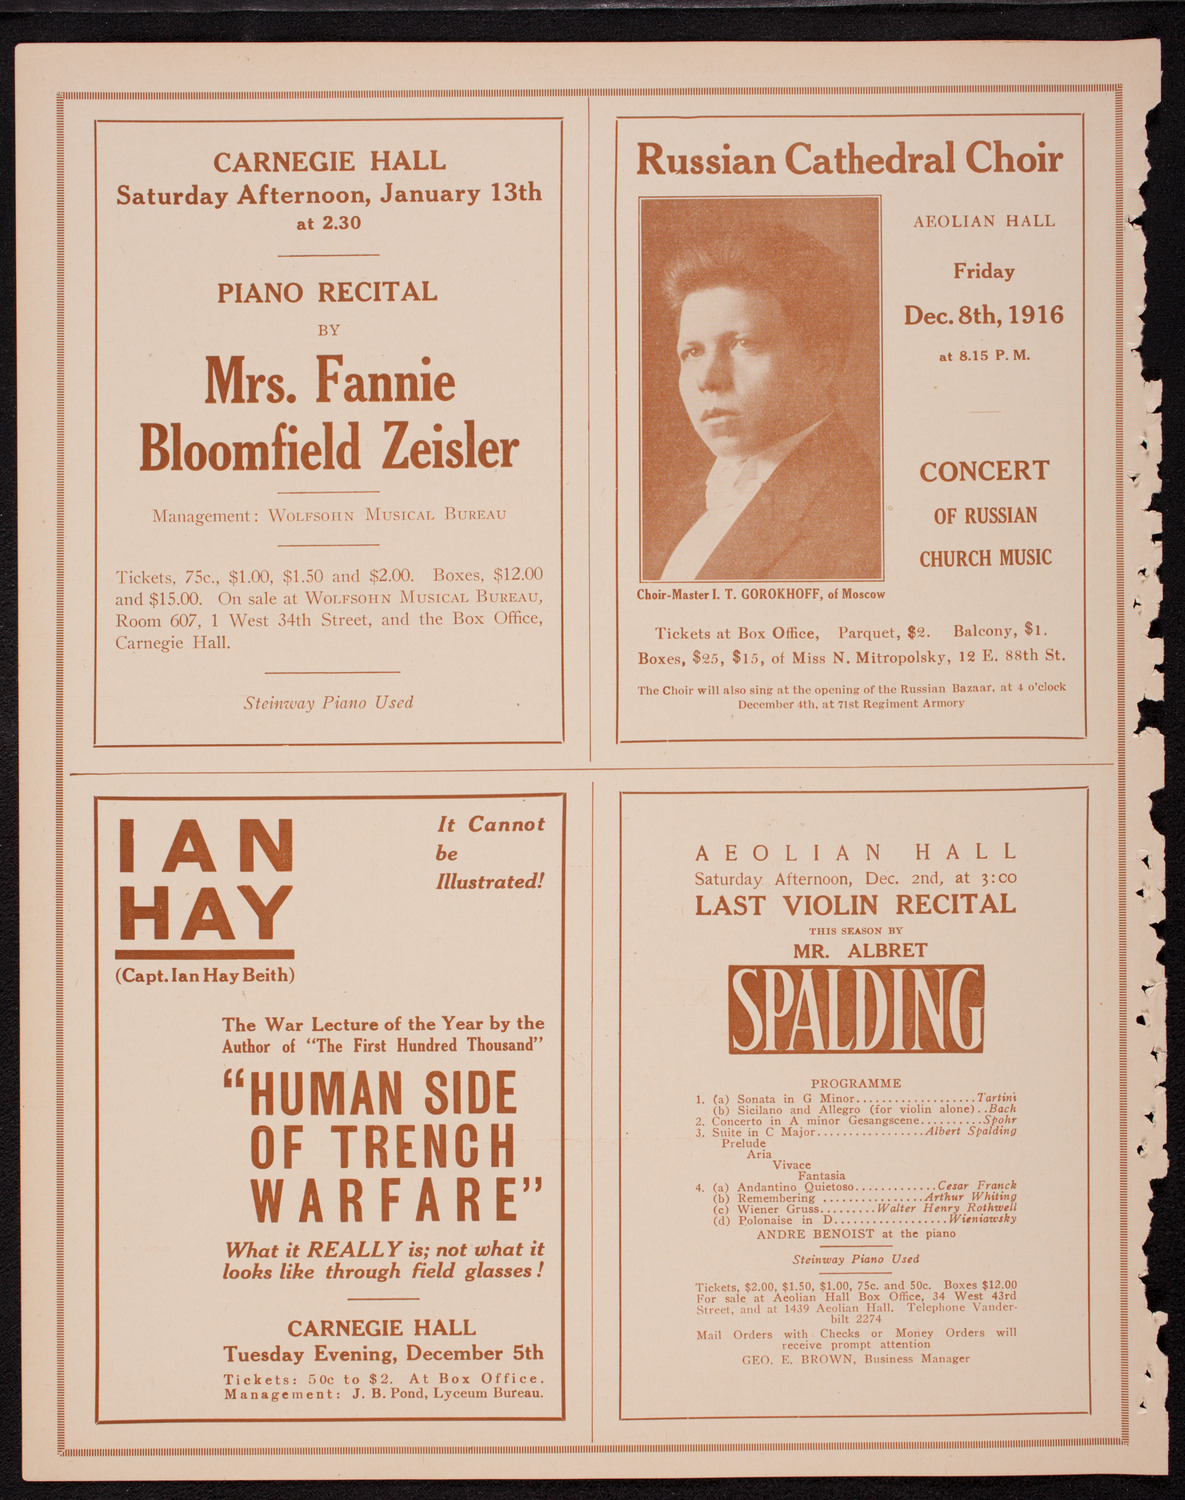 CARNEGIE HALL
Saturday Afternoon, January 13th
at 2.30
PIANO RECITAL
BY
Mrs. Fannie
Bloomfield Zeisler
Management: WOLFSOHN MUSICAL BUREAU
Tickets, 75c., $1.00, $1.50 and $2.00. Boxes, $12.00
and $15.00. On sale at WOLFSOHN MUSICAL BUREAU,
Room 607, 1 West 34th Street, and the Box Office,
Carnegie Hall.
Steinway Piano Used
Russian Cathedral Choir
AEOLIAN HALL
Friday
Dec. 8th, 1916
at 8.15 P. M.
CONCERT
OF RUSSIAN
CHURCH MUSIC
Choir-Master I. T. GOROKHOFF, of Moscow
Tickets at Box Office, Parquet, $2. Balcony, $1.
Boxes, $25, $15, of Miss N. Mitropolsky, 12 E. 88th St.
The Choir will also sing at the opening of the Russian Bazaar, at 4 o'clock
December 4th, at 71st Regiment Armory
IAN
HAY
(Capt. Ian Hay Beith)
It Cannot
be
Illustrated!
The War Lecture of the Year by the
Author of "The First Hundred Thousand"
"HUMAN SIDE
OF TRENCH
WARFARE"
What it REALLY is; not what it
looks like through field glasses!
CARNEGIE HALL
Tuesday Evening, December 5th
Tickets: 50c to $2. At Box Office.
Management: J. B. Pond, Lyceum Bureau.
AEOLIAN HALL
Saturday Afternoon, Dec. 2nd, at 3:00
LAST VIOLIN RECITAL
THIS SEASON BY
MR. ALBRET
SPALDING
PROGRAMME
1. (a) Sonata in G Minor..................Tartini
(b) Sicilano and Allegro (for violin alone)..Bach
2. Concerto in A minor Gesangscene..........Spohr
3. Suite in C Major.................Albert Spalding
Prelude
Aria
Vivace
Fantasia
4. (a) Andantino Quietoso............Cesar Franck
(b) Remembering ................Arthur Whiting
(c) Wiener Gruss.........Walter Henry Rothwell
(d) Polonaise in D..................Wieniawsky
ANDRE BENOIST at the piano
Steinway Piano Used
Tickets, $2.00, $1.50, $1.00, 75c. and 50c. Boxes $12.00
For sale at Aeolian Hall Box Office, 34 West 43rd
Street, and at 1439 Aeolian Hall. Telephone Vander-
bilt 2274
Mail Orders with Checks or Money Orders will
receive prompt attention
GEO. E. BROWN, Business Manager